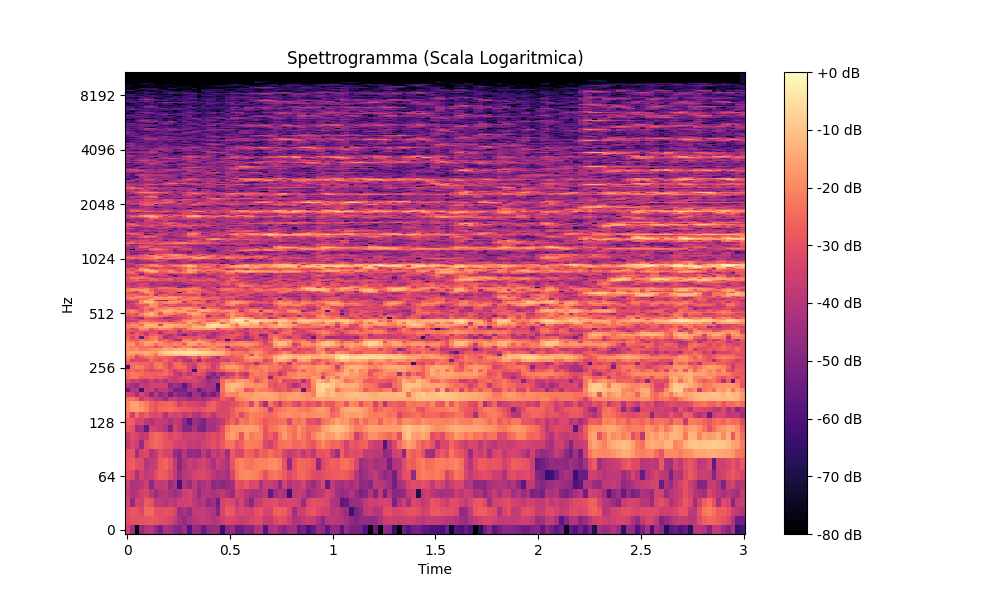 Spettrogramma (Scala Logaritmica)
8192
4096
2048
1024
512
256
128
64
0
Hz
0
0.5
1
1.5
2
2.5
3
Time
+0 dB
-10 dB
-20 dB
-30 dB
-40 dB
-50 dB
-60 dB
-70 dB
-80 dB